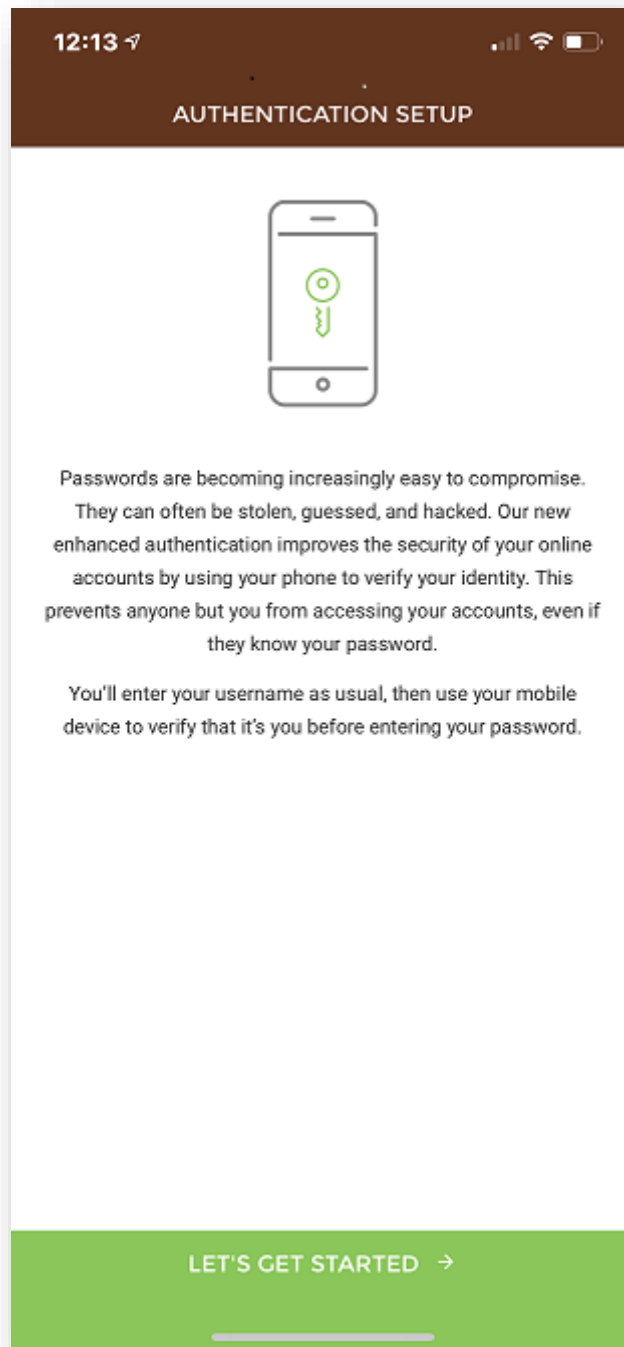 12:13
AUTHENTICATION SETUP
Passwords are becoming increasingly easy to compromise.
They can often be stolen, guessed, and hacked. Our new
enhanced authentication improves the security of your online
accounts by using your phone to verify your identity. This
prevents anyone but you from accessing your accounts, even if
they know your password.
You'll enter your username as usual, then use your mobile
device to verify that it's you before entering your password.
LET'S GET STARTED →